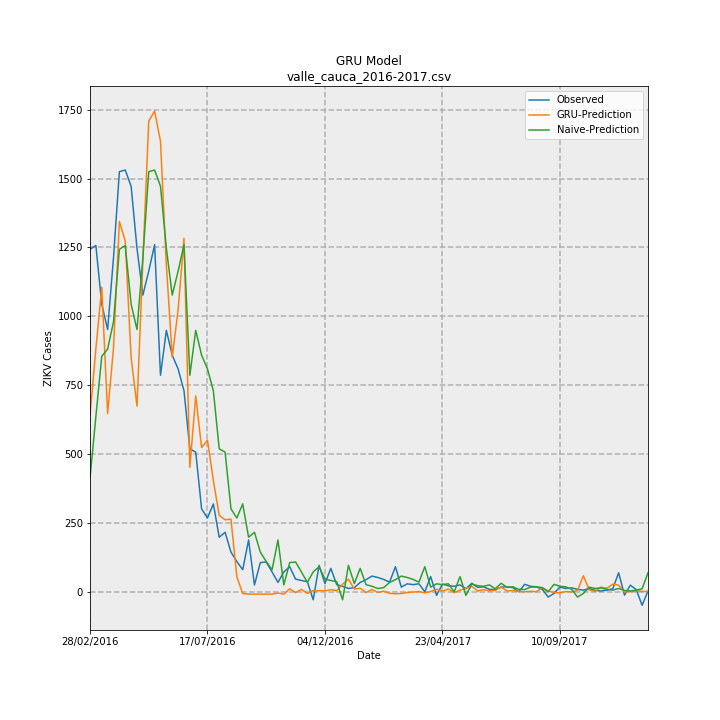 GRU Model
valle_cauca_2016-2017.csv
Observed
GRU-Prediction
Naive-Prediction
1750
1500
1250
1000
750
500
250
0
ZIKV Cases
28/02/2016
17/07/2016
04/12/2016
23/04/2017
10/09/2017
Date